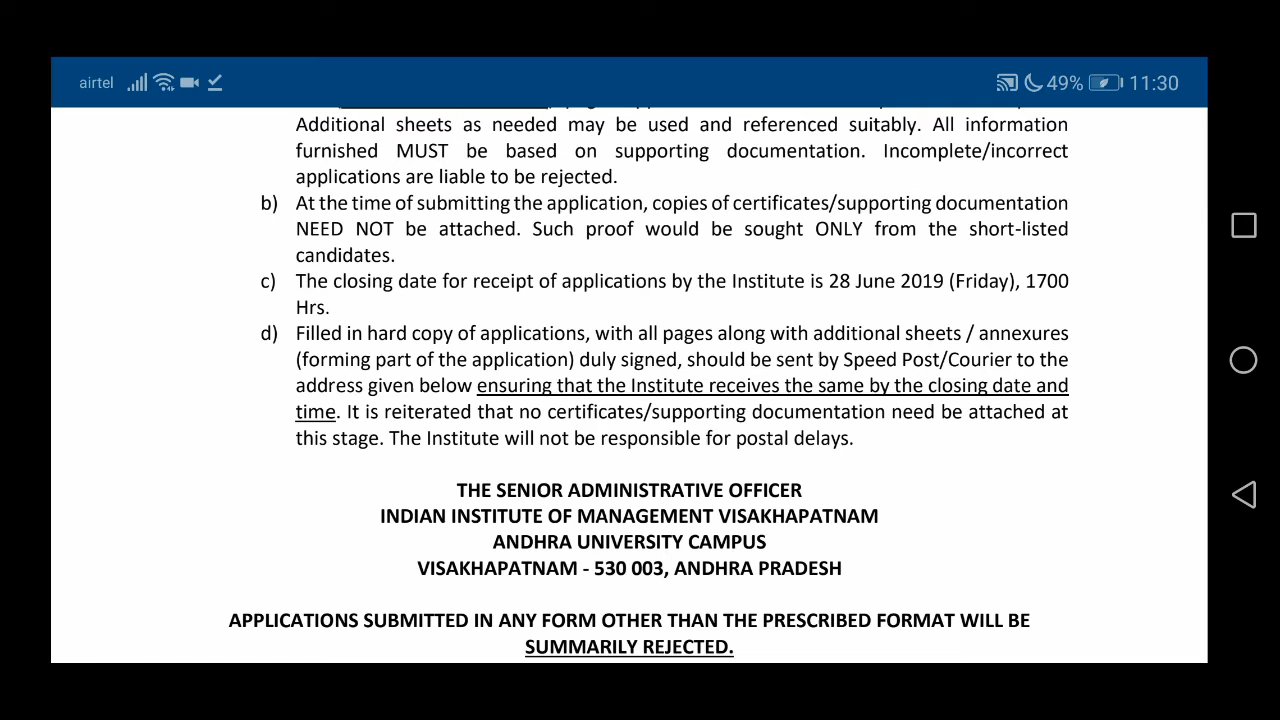 airtel 49% 11:30
Additional sheets as needed may be used and referenced suitably. All information
furnished MUST be based on supporting documentation. Incomplete/incorrect
applications are liable to be rejected.
b) At the time of submitting the application, copies of certificates/supporting documentation
NEED NOT be attached. Such proof would be sought ONLY from the short-listed
candidates.
c) The closing date for receipt of applications by the Institute is 28 June 2019 (Friday), 1700
Hrs.
d) Filled in hard copy of applications, with all pages along with additional sheets / annexures
(forming part of the application) duly signed, should be sent by Speed Post/Courier to the
address given below ensuring that the Institute receives the same by the closing date and
time. It is reiterated that no certificates/supporting documentation need be attached at
this stage. The Institute will not be responsible for postal delays.
THE SENIOR ADMINISTRATIVE OFFICER
INDIAN INSTITUTE OF MANAGEMENT VISAKHAPATNAM
ANDHRA UNIVERSITY CAMPUS
VISAKHAPATNAM - 530 003, ANDHRA PRADESH
APPLICATIONS SUBMITTED IN ANY FORM OTHER THAN THE PRESCRIBED FORMAT WILL BE
SUMMARILY REJECTED.